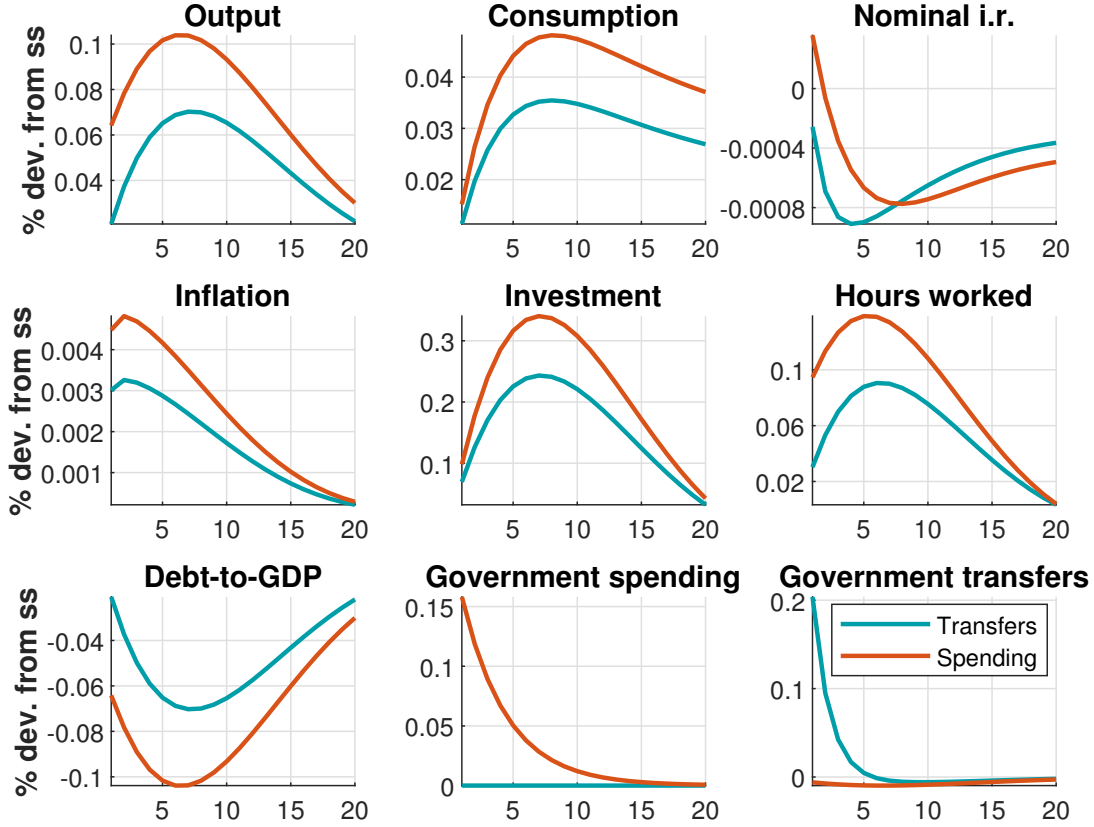 Output
Consumption
Nominal i.r.
% dev. from ss
0.1
0.08
0.06
0.04
5 10 15 20
0.04
0.03
0.02
5 10 15 20
0
-0.0004
-0.0008
5 10 15 20
Inflation
Investment
Hours worked
% dev. from ss
0.004
0.003
0.002
0.001
5 10 15 20
0.3
0.2
0.1
5 10 15 20
0.1
0.06
0.02
5 10 15 20
Debt-to-GDP
Government spending
Government transfers
% dev. from ss
-0.04
-0.06
-0.08
-0.1
5 10 15 20
0.15
0.1
0.05
0
5 10 15 20
0.2
0.1
0
5 10 15 20
Transfers
Spending